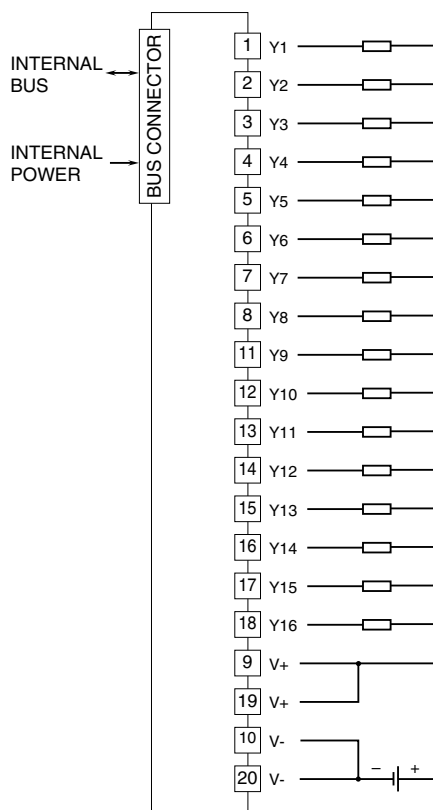 INTERNAL
BUS
INTERNAL
POWER
BUS CONNECTOR
1 Y1
2 Y2
3 Y3
4 Y4
5 Y5
6 Y6
7 Y7
8 Y8
11 Y9
12 Y10
13 Y11
14 Y12
15 Y13
16 Y14
17 Y15
18 Y16
9 V+
19 V+
10 V-
20 V- – +